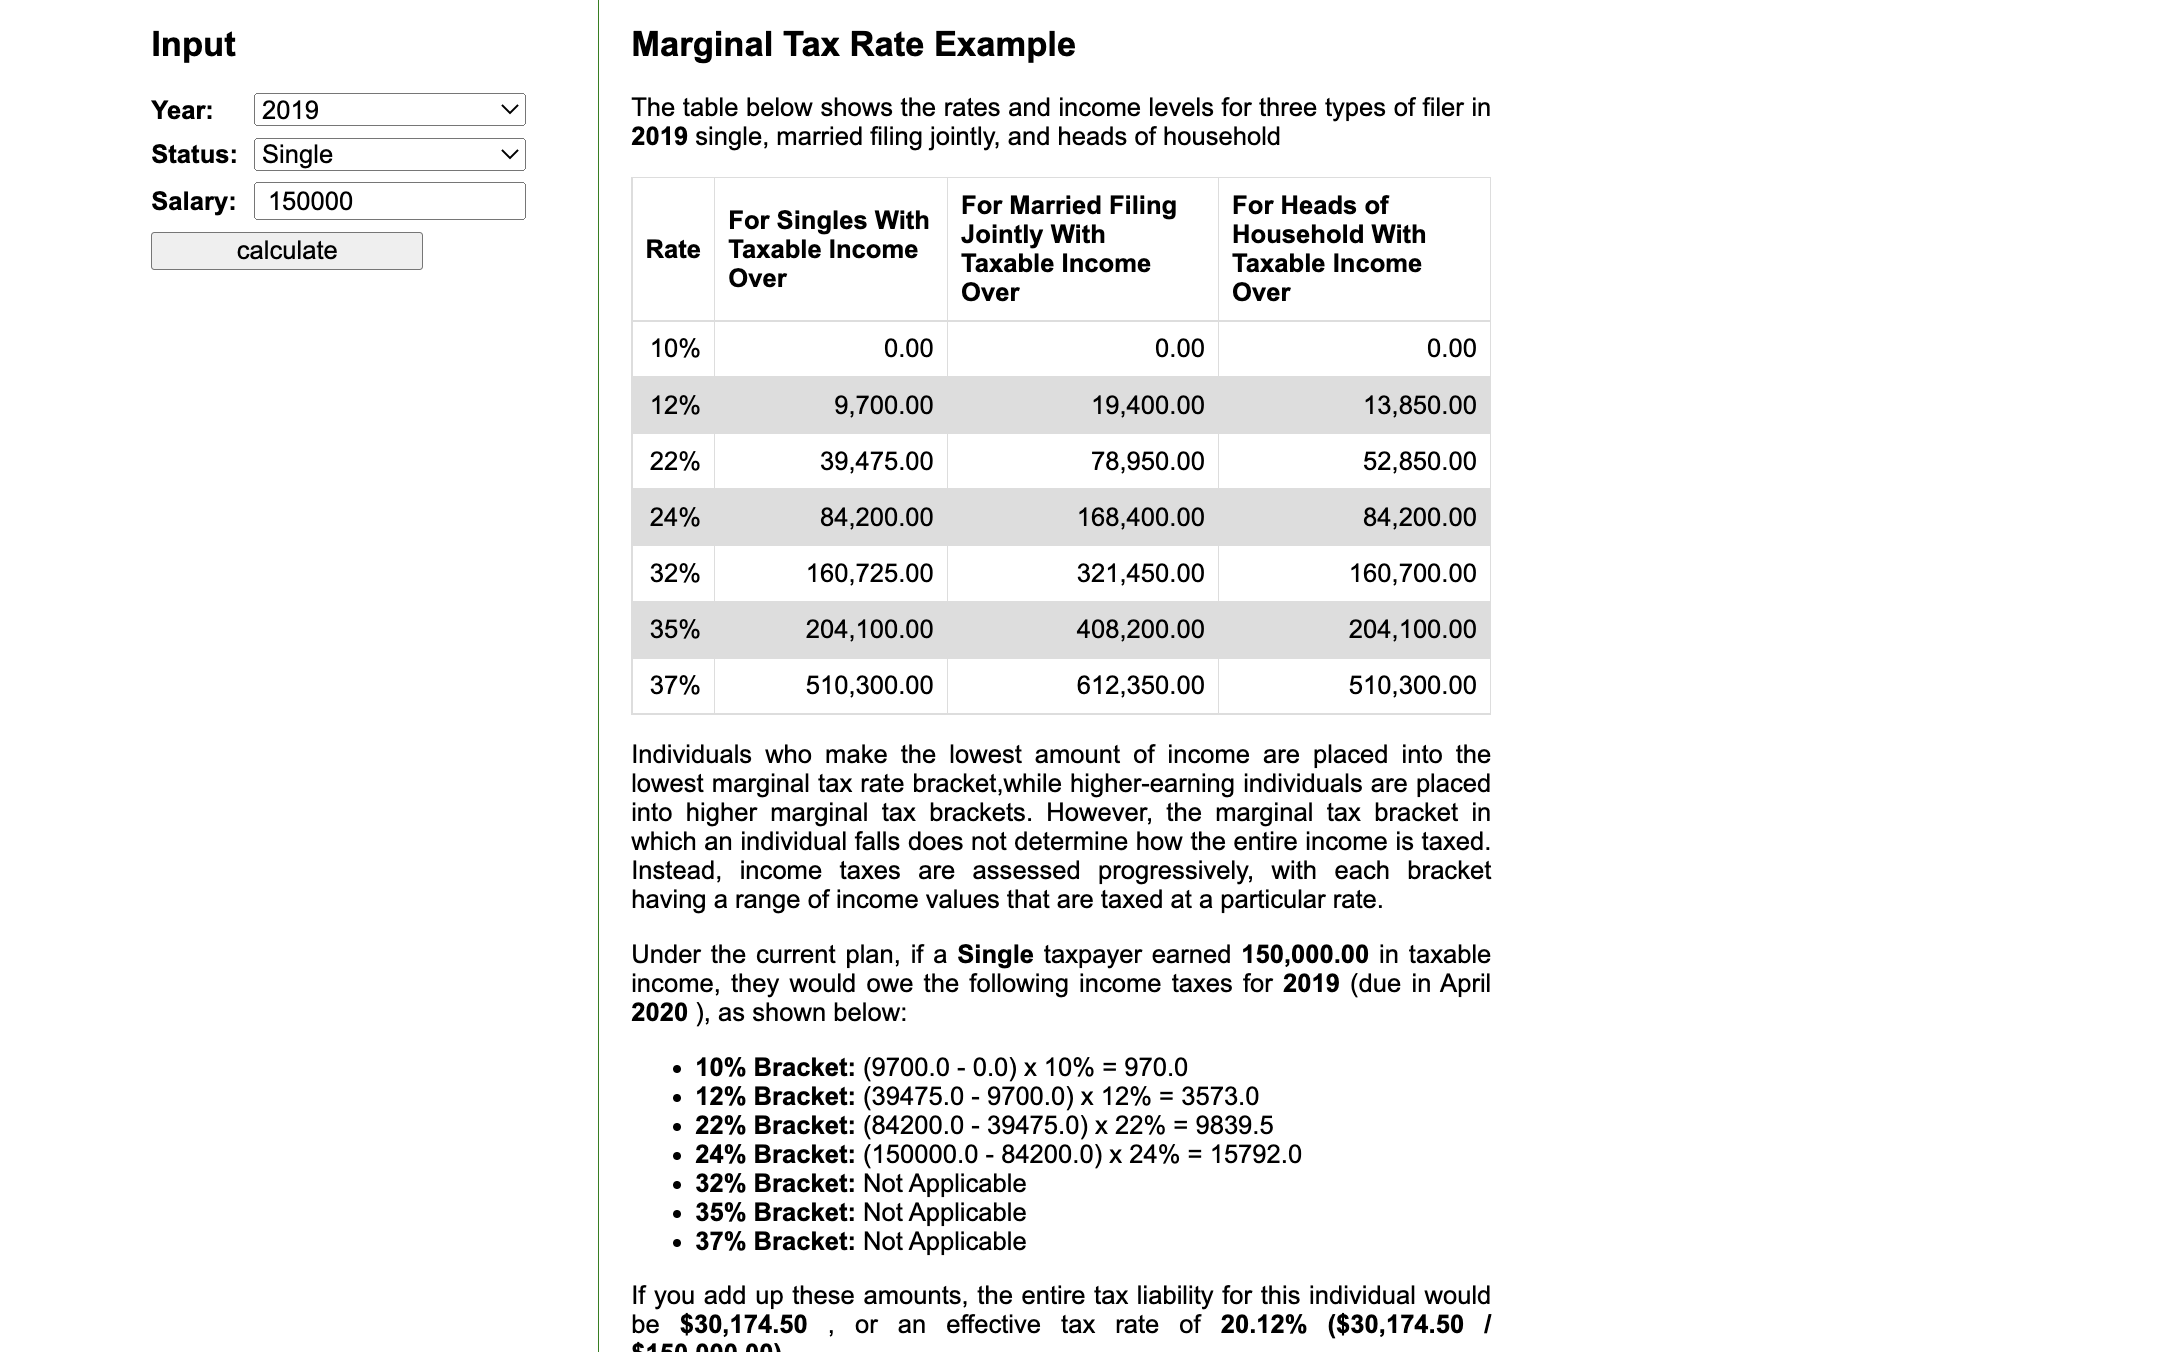 Input
Year: 2019
Status: Single
Salary: 150000
calculate
Marginal Tax Rate Example
The table below shows the rates and income levels for three types of filer in
2019 single, married filing jointly, and heads of household
Rate
For Singles With
Taxable Income
Over
For Married Filing
Jointly With
Taxable Income
Over
For Heads of
Household With
Taxable Income
Over
10% 0.00 0.00 0.00
12% 9,700.00 19,400.00 13,850.00
22% 39,475.00 78,950.00 52,850.00
24% 84,200.00 168,400.00 84,200.00
32% 160,725.00 321,450.00 160,700.00
35% 204,100.00 408,200.00 204,100.00
37% 510,300.00 612,350.00 510,300.00
Individuals who make the lowest amount of income are placed into the
lowest marginal tax rate bracket,while higher-earning individuals are placed
into higher marginal tax brackets. However, the marginal tax bracket in
which an individual falls does not determine how the entire income is taxed.
Instead, income taxes are assessed progressively, with each bracket
having a range of income values that are taxed at a particular rate.
Under the current plan, if a Single taxpayer earned 150,000.00 in taxable
income, they would owe the following income taxes for 2019 (due in April
2020 ), as shown below:
• 10% Bracket: (9700.0 - 0.0) x 10% = 970.0
• 12% Bracket: (39475.0 - 9700.0) x 12% = 3573.0
• 22% Bracket: (84200.0 - 39475.0) x 22% = 9839.5
• 24% Bracket: (150000.0 - 84200.0) x 24% = 15792.0
• 32% Bracket: Not Applicable
• 35% Bracket: Not Applicable
• 37% Bracket: Not Applicable
If you add up these amounts, the entire tax liability for this individual would
be $30,174.50 , or an effective tax rate of 20.12% ($30,174.50 /
$150,000.00)